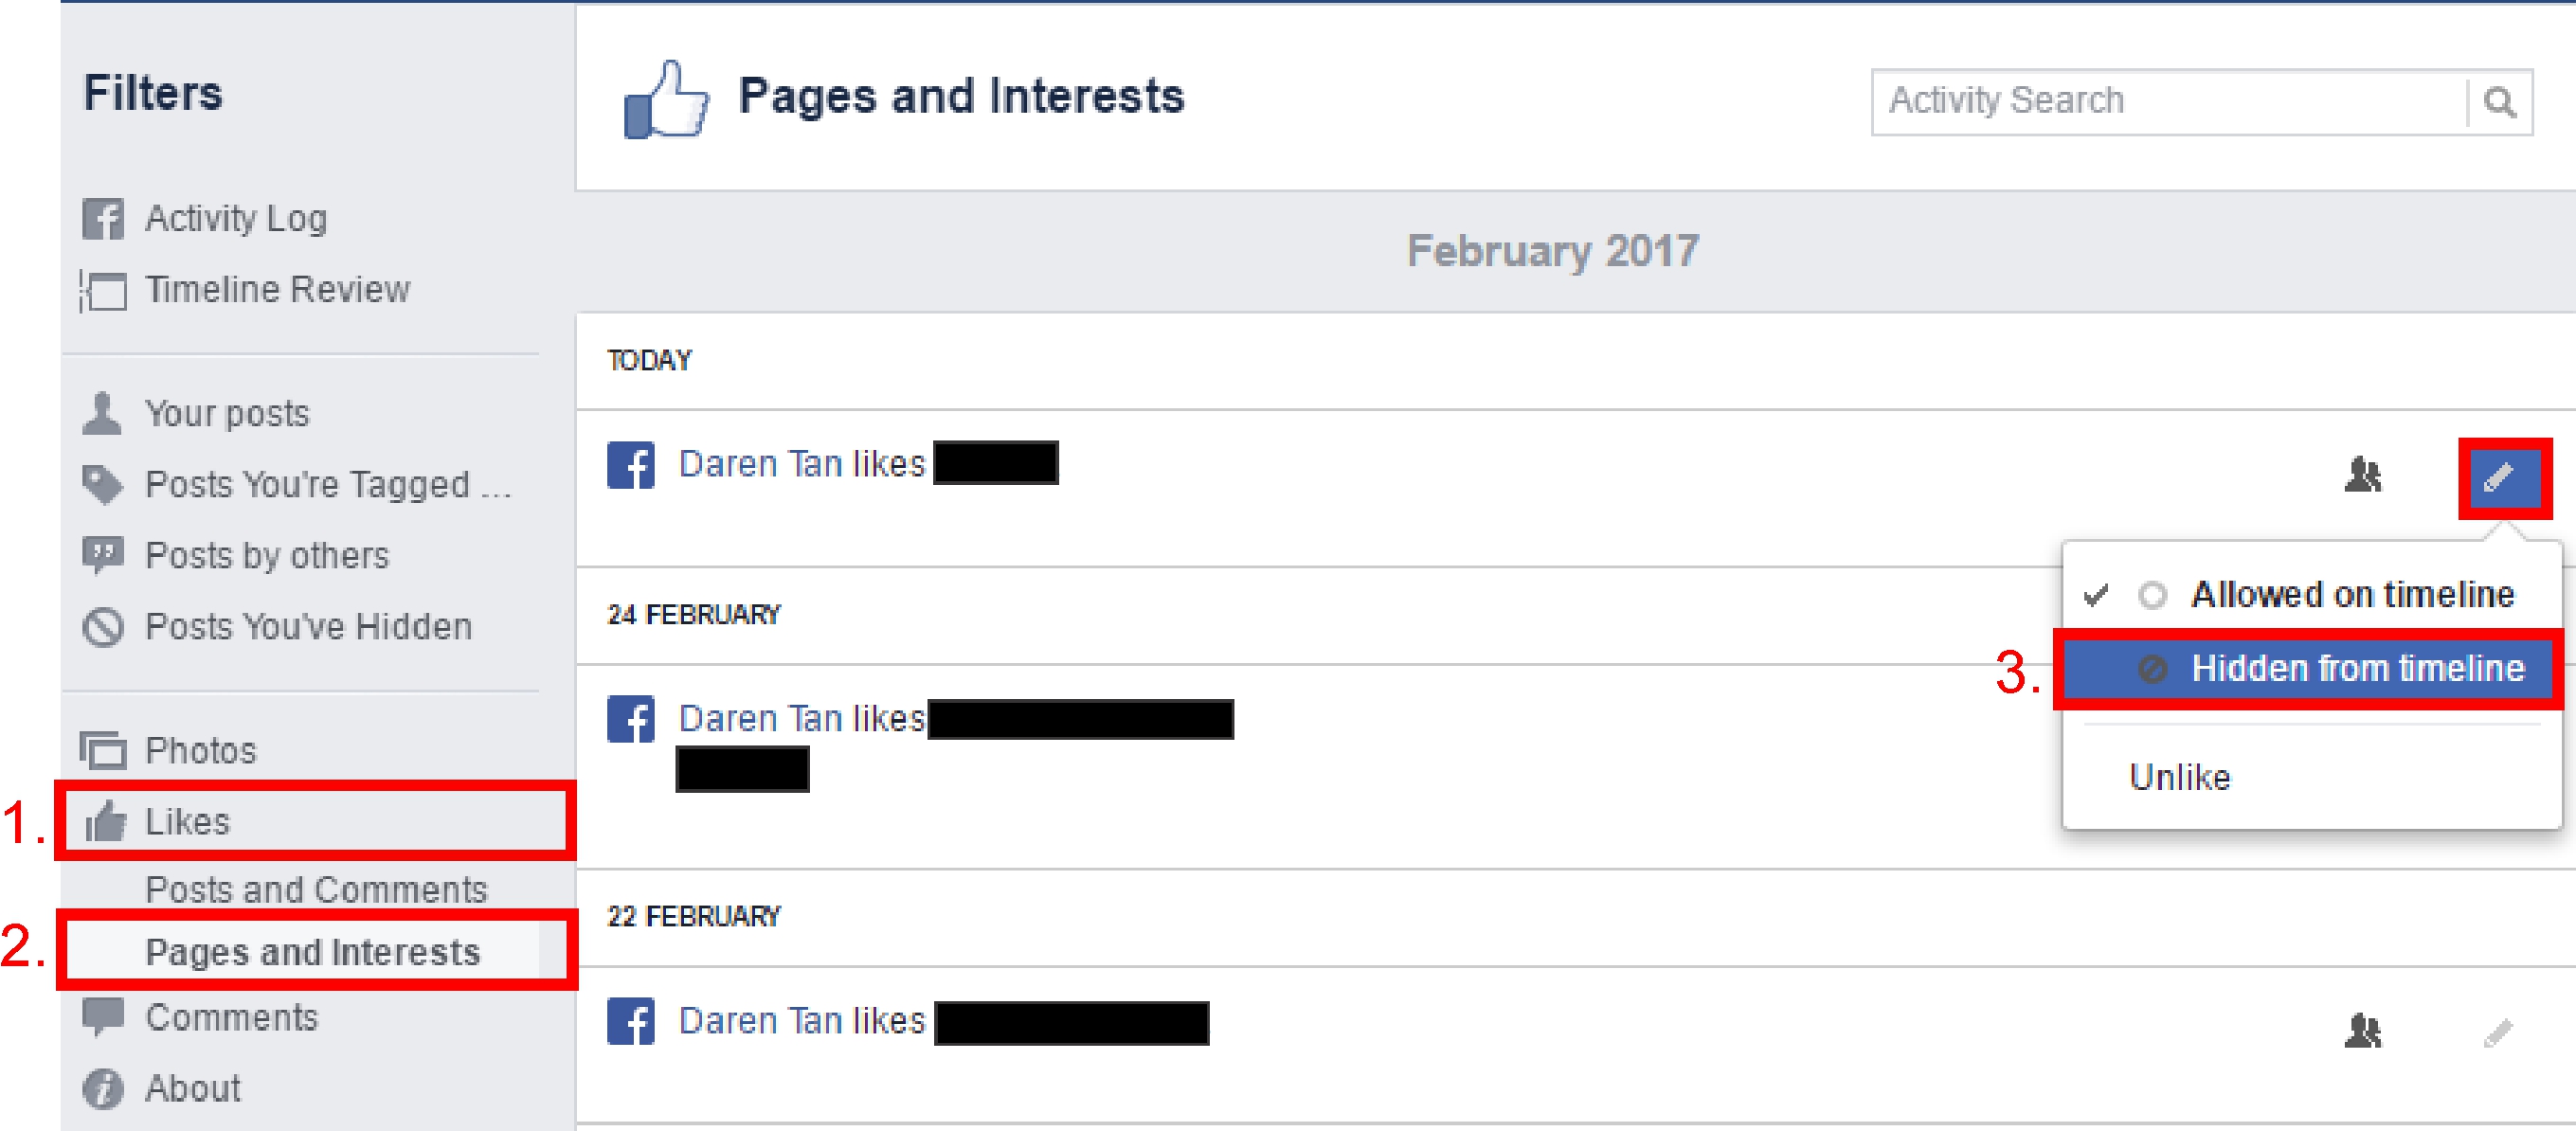 Filters
Activity Log
Timeline Review
Your posts
Posts You're Tagged ...
Posts by others
Posts You've Hidden
Photos
1. Likes
Posts and Comments
2. Pages and Interests
Comments
About
Pages and Interests
Activity Search
February 2017
TODAY
Daren Tan likes
24 FEBRUARY
Daren Tan likes
22 FEBRUARY
Daren Tan likes
Allowed on timeline
3. Hidden from timeline
Unlike